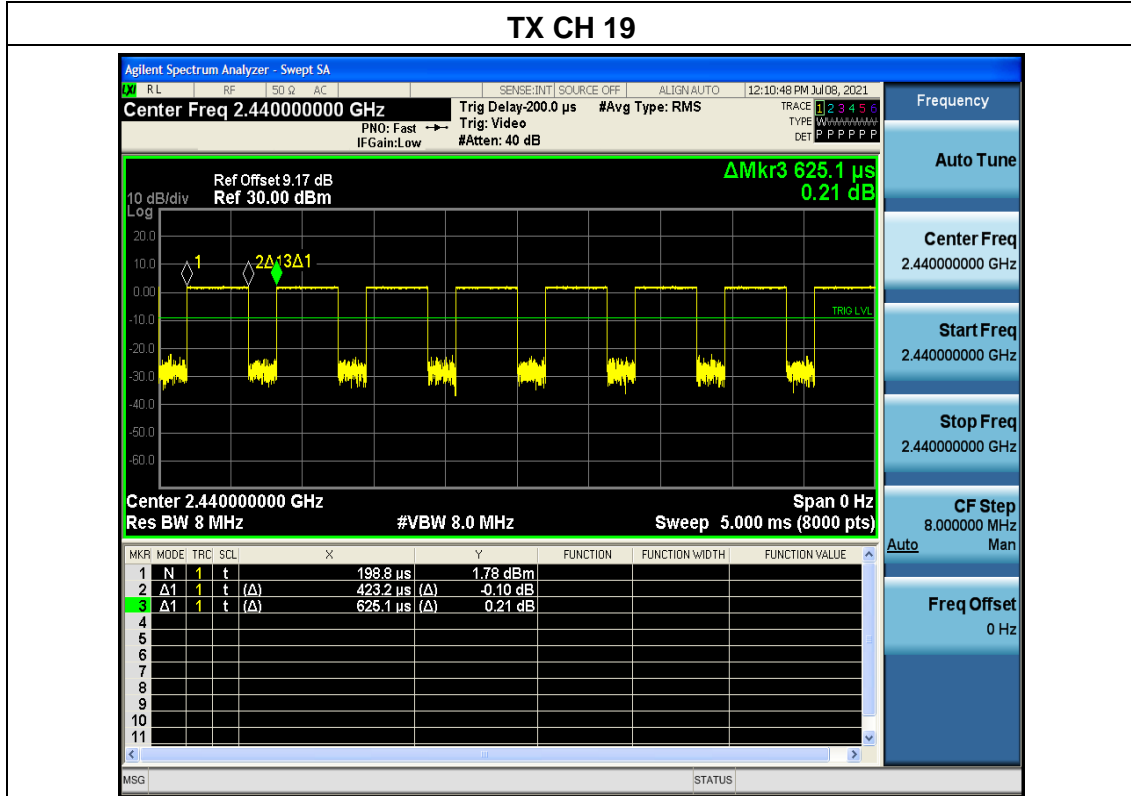 TX CH 19
Agilent Spectrum Analyzer - Swept SA
LXI RL RF 50 Ω AC SENSE:INT SOURCE OFF ALIGN AUTO 12:10:48 PM Jul 08, 2021
Center Freq 2.440000000 GHz
PNO: Fast
IFGain:Low
Trig Delay-200.0 µs #Avg Type: RMS
Trig: Video
#Atten: 40 dB
TRACE 1 2 3 4 5 6
TYPE
DET P P P P P P
Frequency
ΔMkr3 625.1 µs
0.21 dB
Ref Offset 9.17 dB
10 dB/div Ref 30.00 dBm
Log
20.0
10.0
0.00
-10.0
-20.0
-30.0
-40.0
-50.0
-60.0
1 2Δ1 3Δ1
TRIG LVL
Center 2.440000000 GHz Span 0 Hz
Res BW 8 MHz #VBW 8.0 MHz Sweep 5.000 ms (8000 pts)
MKR MODE TRC SCL X Y FUNCTION FUNCTION WIDTH FUNCTION VALUE
1 N 1 t 198.8 µs 1.78 dBm
2 Δ1 1 t (Δ) 423.2 µs (Δ) -0.10 dB
3 Δ1 1 t (Δ) 625.1 µs (Δ) 0.21 dB
4
5
6
7
8
9
10
11
MSG STATUS
Auto Tune
Center Freq
2.440000000 GHz
Start Freq
2.440000000 GHz
Stop Freq
2.440000000 GHz
CF Step
8.000000 MHz
Auto Man
Freq Offset
0 Hz